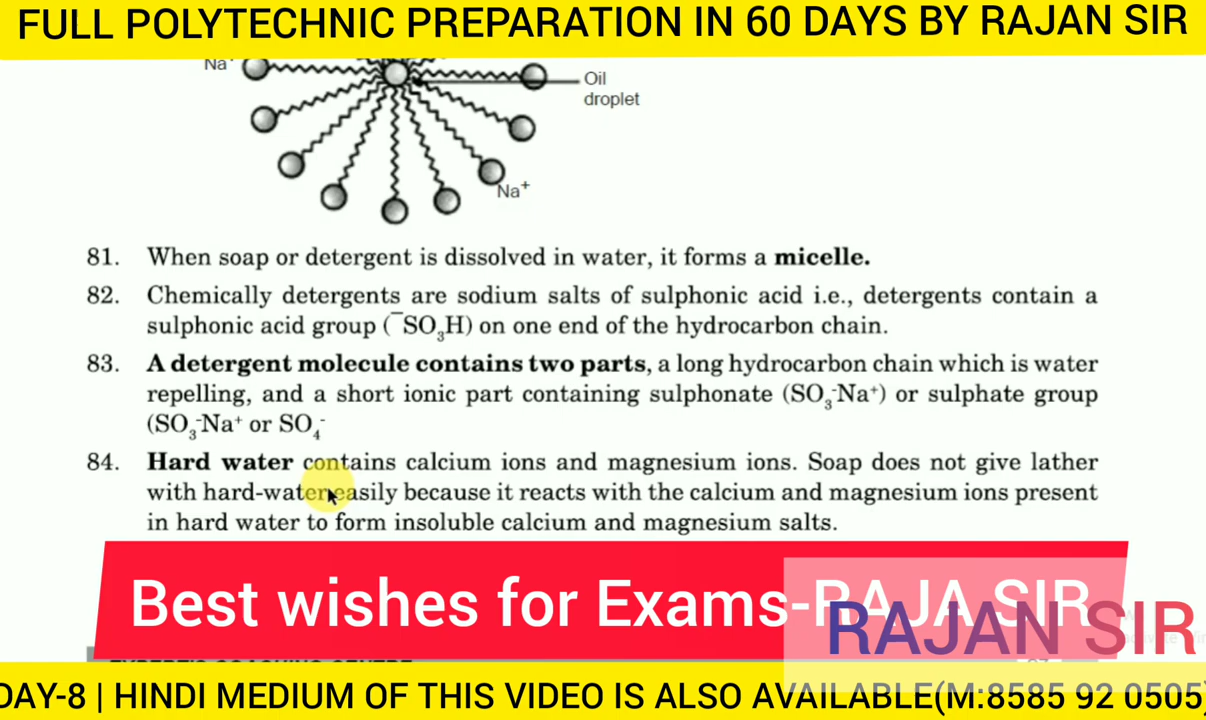 FULL POLYTECHNIC PREPARATION IN 60 DAYS BY RAJAN SIR
Na⁺
Oil
droplet
Na⁺
81. When soap or detergent is dissolved in water, it forms a micelle.
82. Chemically detergents are sodium salts of sulphonic acid i.e., detergents contain a
sulphonic acid group (¯SO₃H) on one end of the hydrocarbon chain.
83. A detergent molecule contains two parts, a long hydrocarbon chain which is water
repelling, and a short ionic part containing sulphonate (SO₃⁻Na⁺) or sulphate group
(SO₃⁻Na⁺ or SO₄⁻
84. Hard water contains calcium ions and magnesium ions. Soap does not give lather
with hard-water easily because it reacts with the calcium and magnesium ions present
in hard water to form insoluble calcium and magnesium salts.
Best wishes for Exams-RAJA SIR
RAJAN SIR
DAY-8 | HINDI MEDIUM OF THIS VIDEO IS ALSO AVAILABLE(M:8585 92 0505)